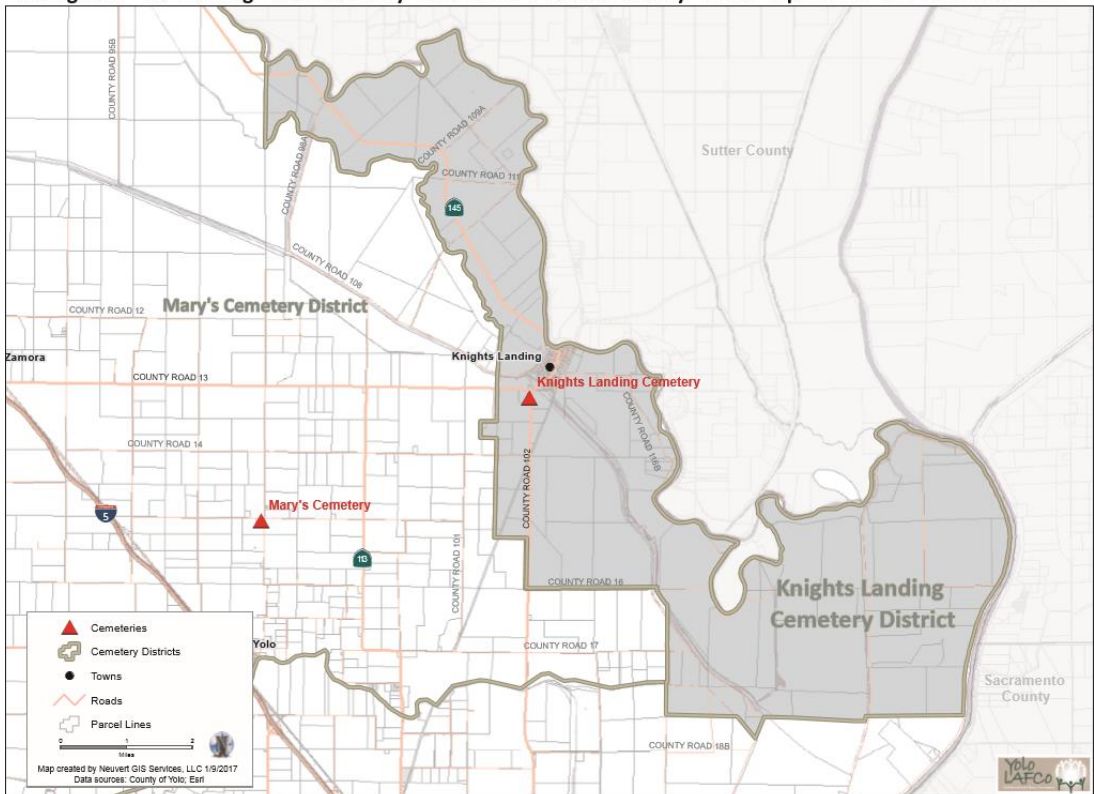 COUNTY ROAD 95B
COUNTY ROAD 98A
COUNTY ROAD 109A
COUNTY ROAD 111
145
Sutter County
COUNTY ROAD 108
Mary's Cemetery District
COUNTY ROAD 12
Zamora
Knights Landing
COUNTY ROAD 13
Knights Landing Cemetery
COUNTY ROAD 116B
COUNTY ROAD 14
COUNTY ROAD 102
Mary's Cemetery
5
113
COUNTY ROAD 101
COUNTY ROAD 16
Knights Landing
Cemetery District
Yolo
COUNTY ROAD 17
Sacramento
County
COUNTY ROAD 18B
Cemeteries
Cemetery Districts
Towns
Roads
Parcel Lines
0 1 2
Miles
Map created by Neuvert GIS Services, LLC 1/9/2017
Data sources: County of Yolo; Esri
YOLO
LAFCO